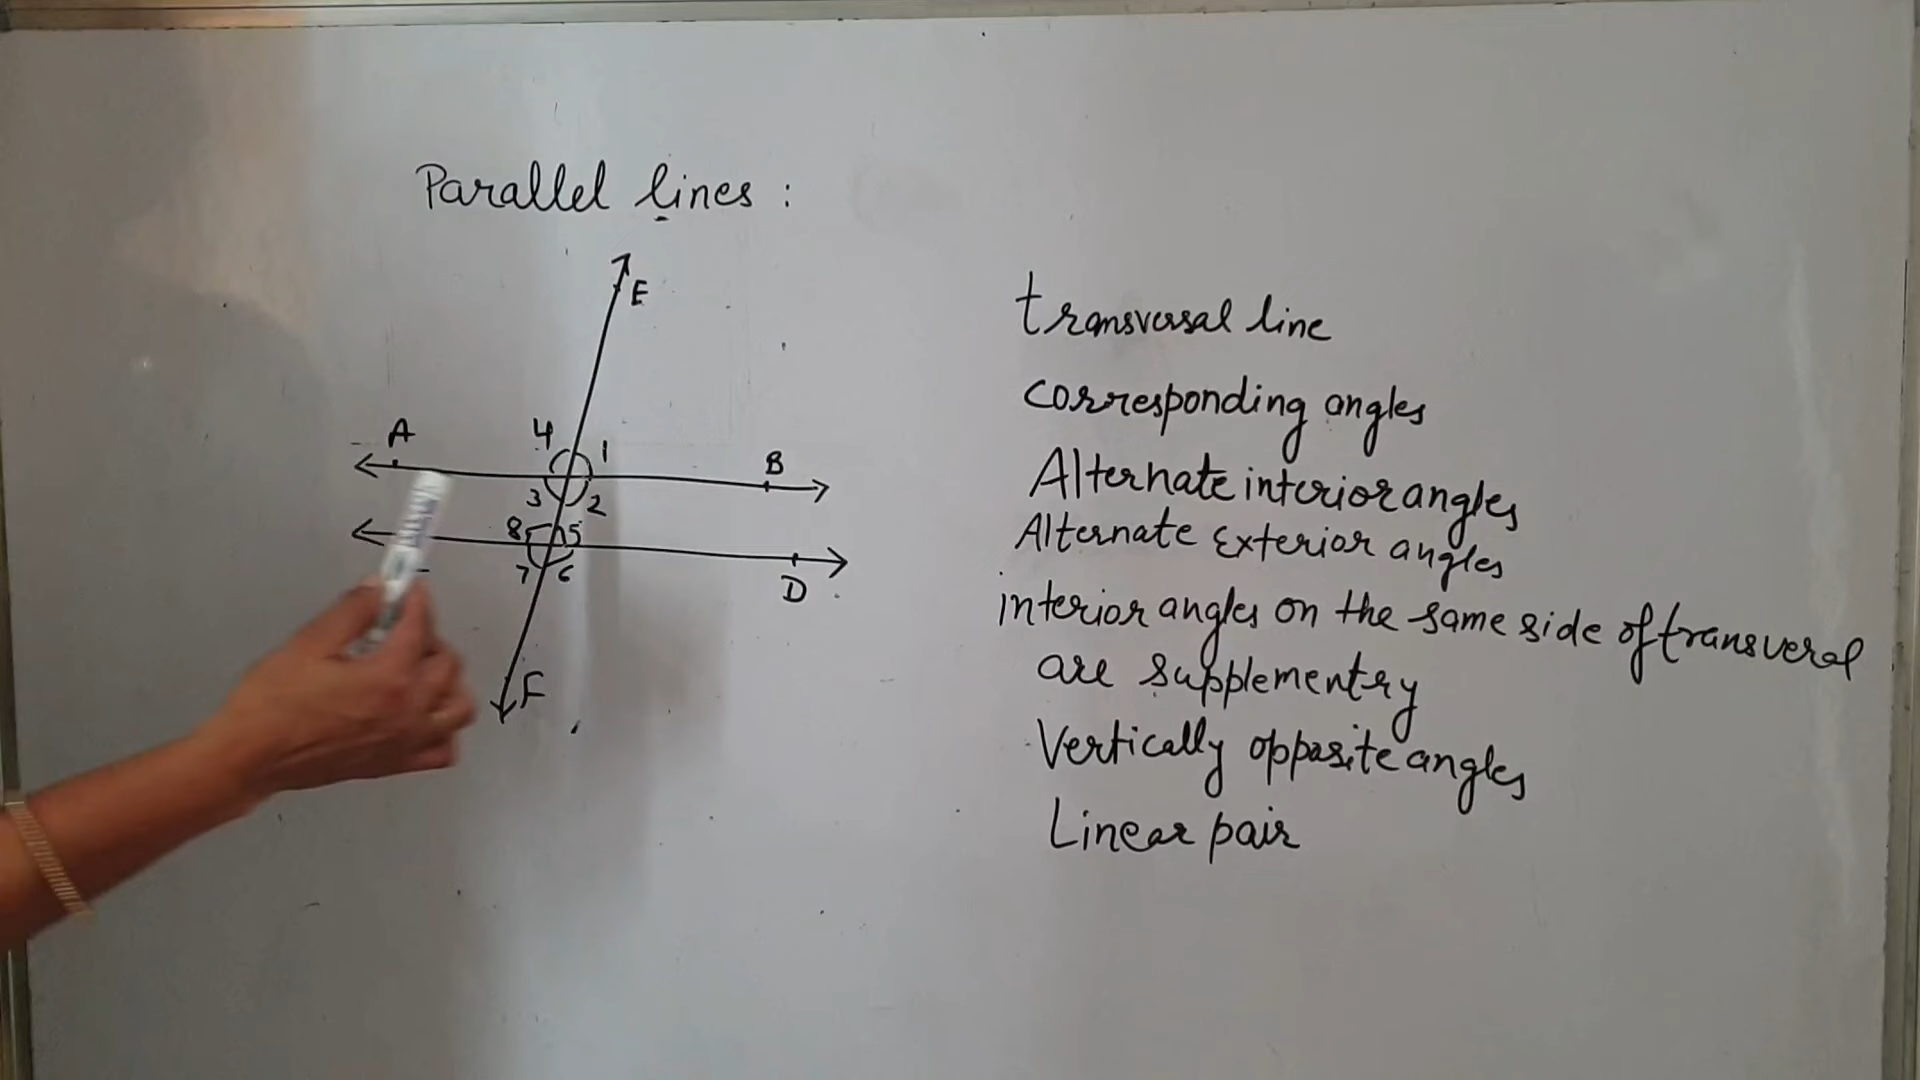 Parallel lines :
E
A
4
1
B
3
2
8
5
7
6
D
F
transversal line
corresponding angles
Alternate interior angles
Alternate Exterior angles
interior angles on the same side of transveral
are supplementry
Vertically opposite angles
Linear pair